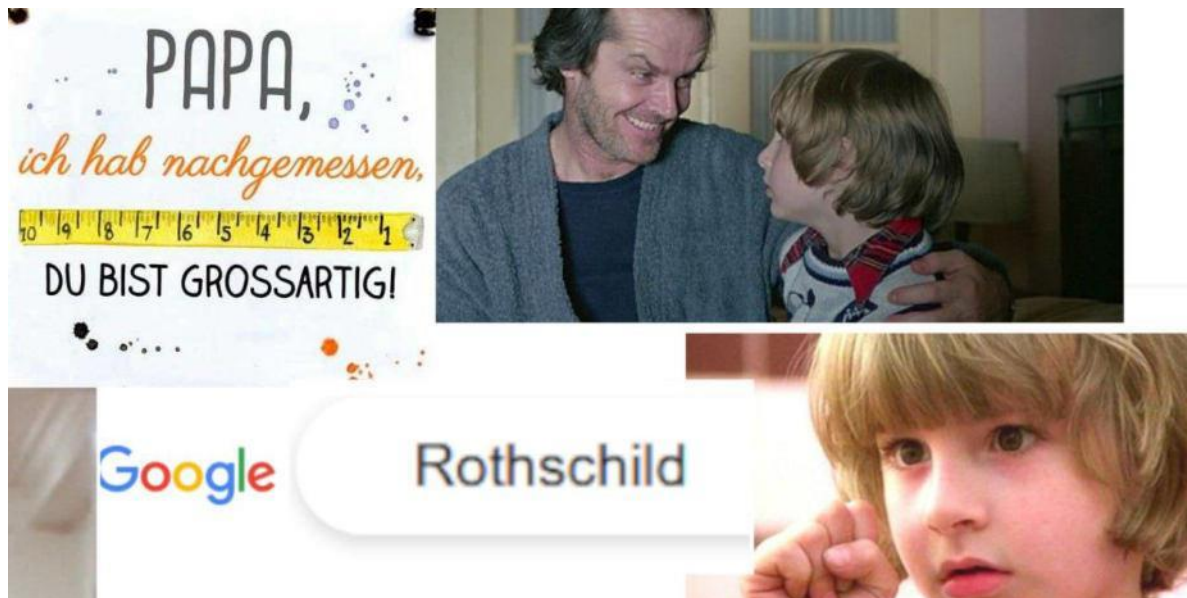 PAPA,
ich hab nachgemessen,
10 9 8 7 6 5 4 3 2 1
DU BIST GROSSARTIG!
Google
Rothschild